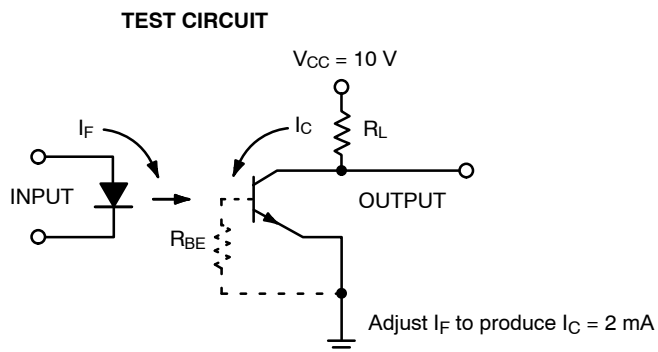 TEST CIRCUIT
VCC = 10 V
IF
IC
RL
INPUT
OUTPUT
RBE
Adjust IF to produce IC = 2 mA